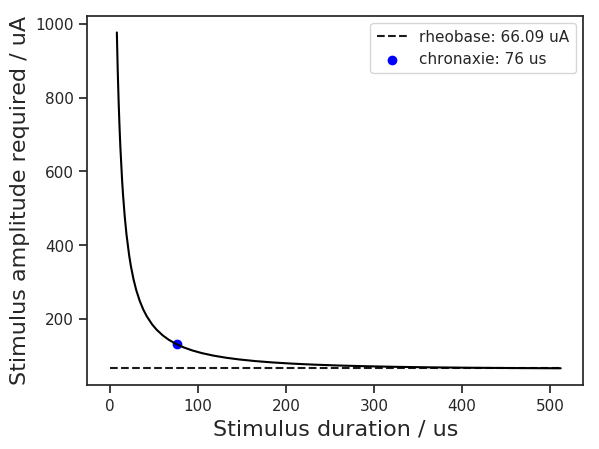 rheobase: 66.09 uA
chronaxie: 76 us
Stimulus amplitude required / uA
1000
800
600
400
200
0 100 200 300 400 500
Stimulus duration / us